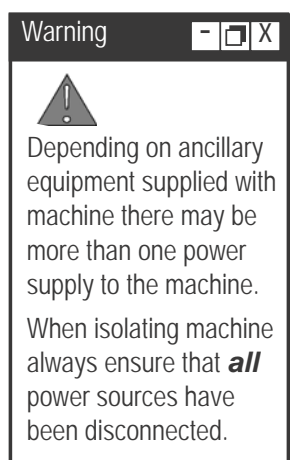 Warning - X
Depending on ancillary
equipment supplied with
machine there may be
more than one power
supply to the machine.
When isolating machine
always ensure that all
power sources have
been disconnected.